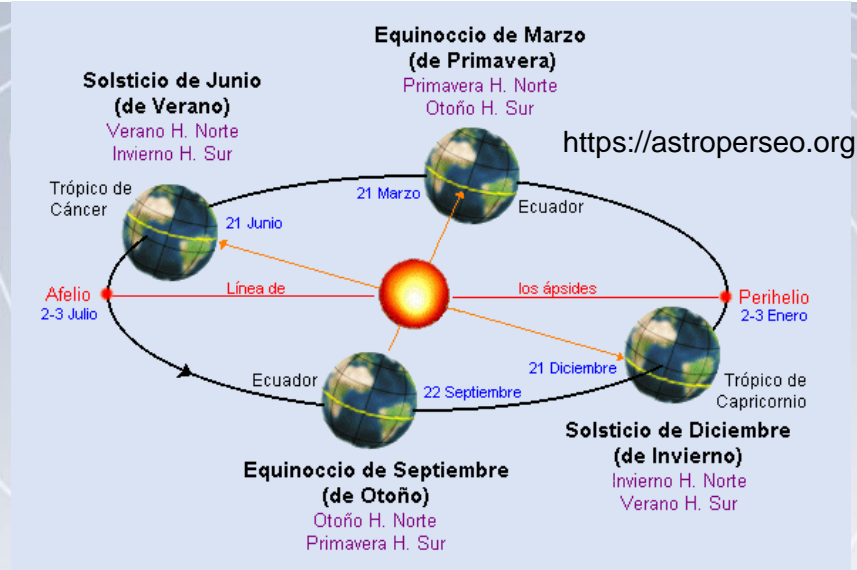 Equinoccio de Marzo
(de Primavera)
Primavera H. Norte
Otoño H. Sur
Solsticio de Junio
(de Verano)
Verano H. Norte
Invierno H. Sur
https://astroperseo.org
Trópico de
Cáncer
21 Junio
21 Marzo
Ecuador
Afelio
2-3 Julio
Línea de
los ápsides
Perihelio
2-3 Enero
Ecuador
22 Septiembre
21 Diciembre
Trópico de
Capricornio
Solsticio de Diciembre
(de Invierno)
Invierno H. Norte
Verano H. Sur
Equinoccio de Septiembre
(de Otoño)
Otoño H. Norte
Primavera H. Sur